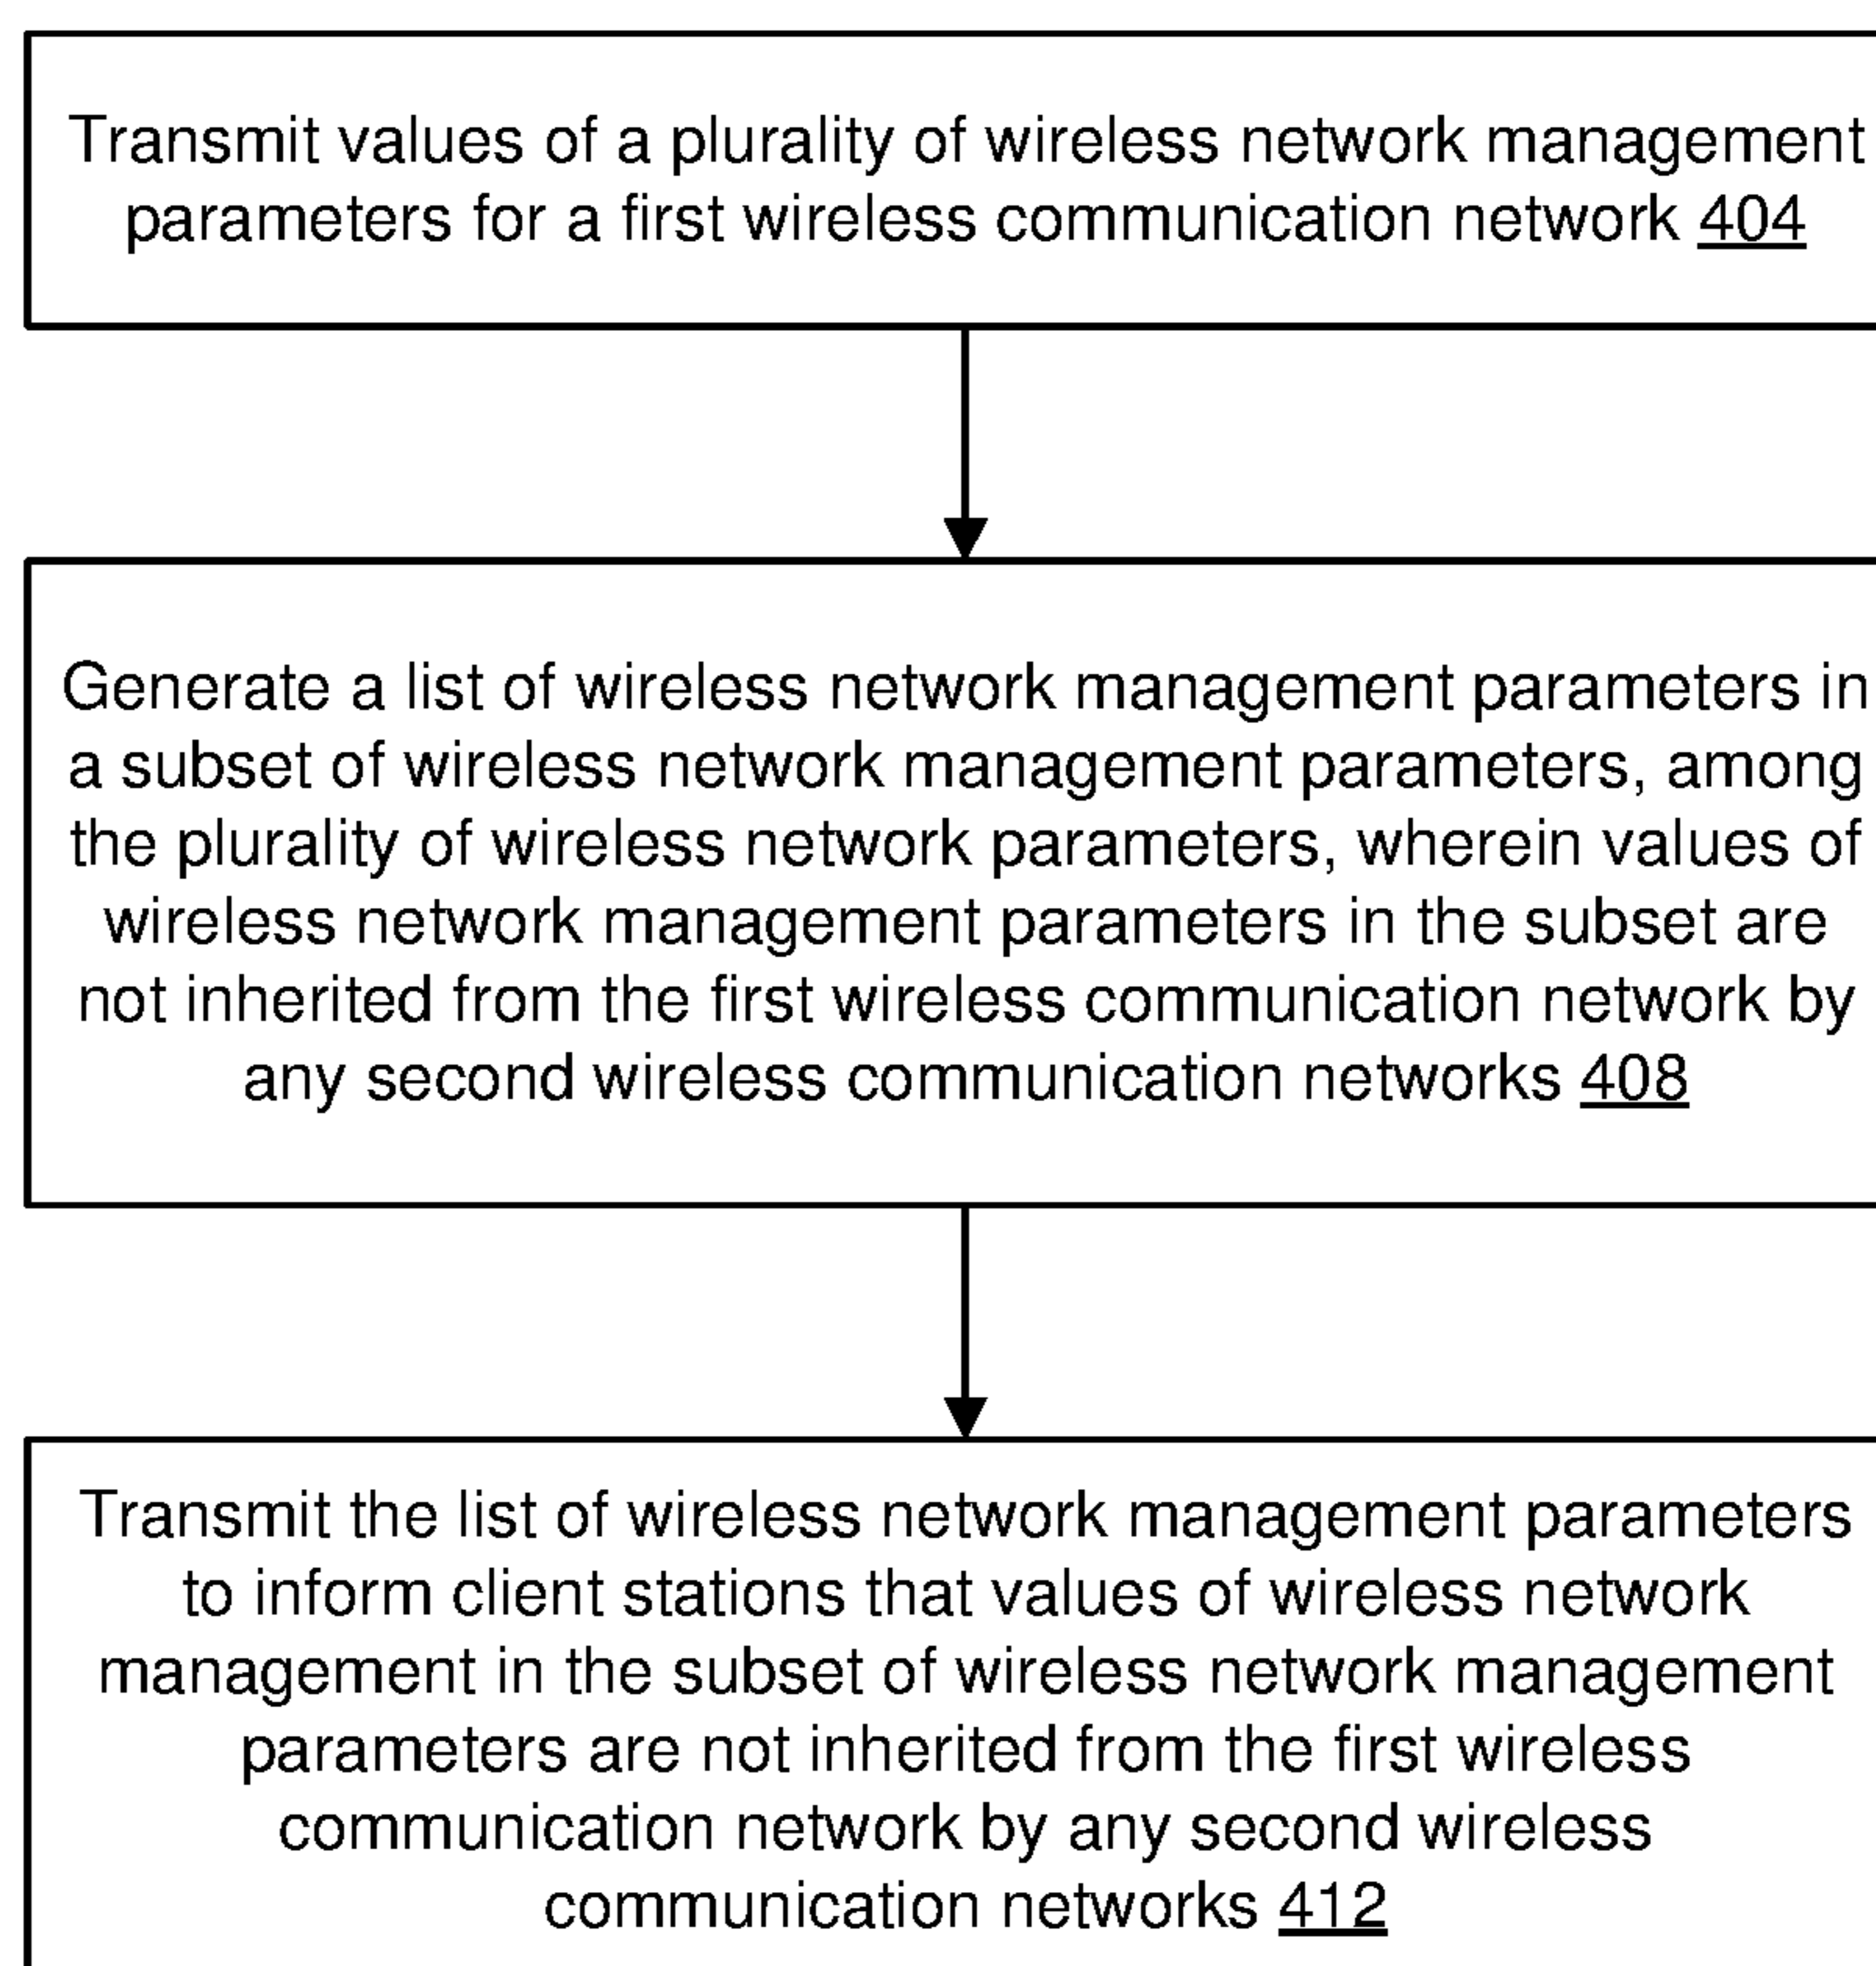 Transmit values of a plurality of wireless network management
parameters for a first wireless communication network 404
Generate a list of wireless network management parameters in
a subset of wireless network management parameters, among
the plurality of wireless network parameters, wherein values of
wireless network management parameters in the subset are
not inherited from the first wireless communication network by
any second wireless communication networks 408
Transmit the list of wireless network management parameters
to inform client stations that values of wireless network
management in the subset of wireless network management
parameters are not inherited from the first wireless
communication network by any second wireless
communication networks 412